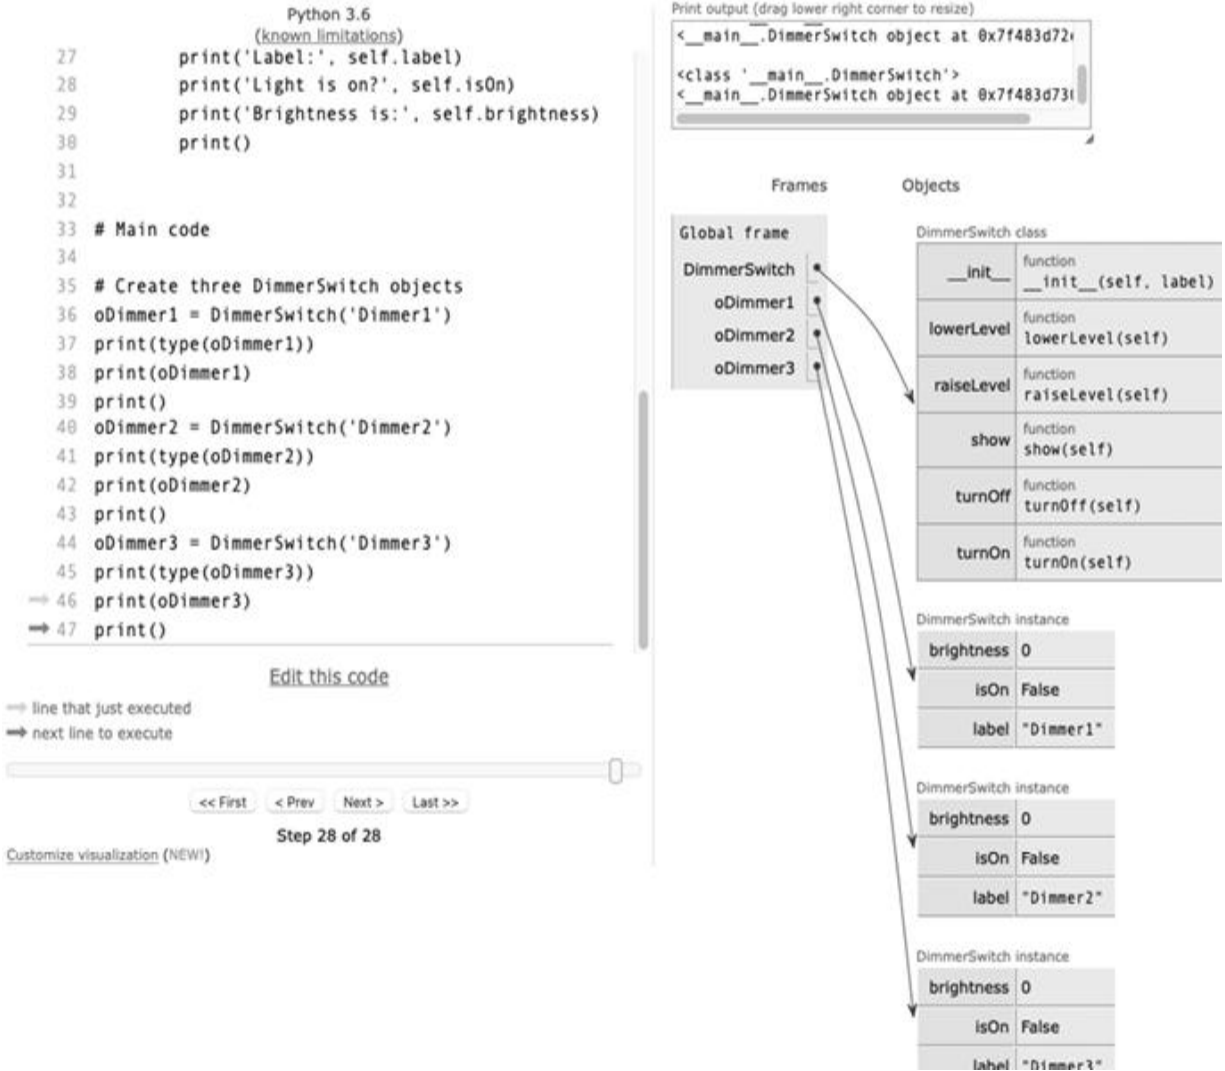 Python 3.6
(known limitations)
27 print('Label:', self.label)
28 print('Light is on?', self.isOn)
29 print('Brightness is:', self.brightness)
30 print()
31
32
33 # Main code
34
35 # Create three DimmerSwitch objects
36 oDimmer1 = DimmerSwitch('Dimmer1')
37 print(type(oDimmer1))
38 print(oDimmer1)
39 print()
40 oDimmer2 = DimmerSwitch('Dimmer2')
41 print(type(oDimmer2))
42 print(oDimmer2)
43 print()
44 oDimmer3 = DimmerSwitch('Dimmer3')
45 print(type(oDimmer3))
46 print(oDimmer3)
47 print()
Edit this code
line that just executed
next line to execute
<< First < Prev Next > Last >>
Step 28 of 28
Customize visualization (NEW!)
Print output (drag lower right corner to resize)
<__main__.DimmerSwitch object at 0x7f483d72
<class '__main__.DimmerSwitch'>
<__main__.DimmerSwitch object at 0x7f483d73
Frames Objects
Global frame
DimmerSwitch
oDimmer1
oDimmer2
oDimmer3
DimmerSwitch class
__init__ function
__init__(self, label)
lowerLevel function
lowerLevel(self)
raiseLevel function
raiseLevel(self)
show function
show(self)
turnOff function
turnOff(self)
turnOn function
turnOn(self)
DimmerSwitch instance
brightness 0
isOn False
label "Dimmer1"
DimmerSwitch instance
brightness 0
isOn False
label "Dimmer2"
DimmerSwitch instance
brightness 0
isOn False
label "Dimmer3"